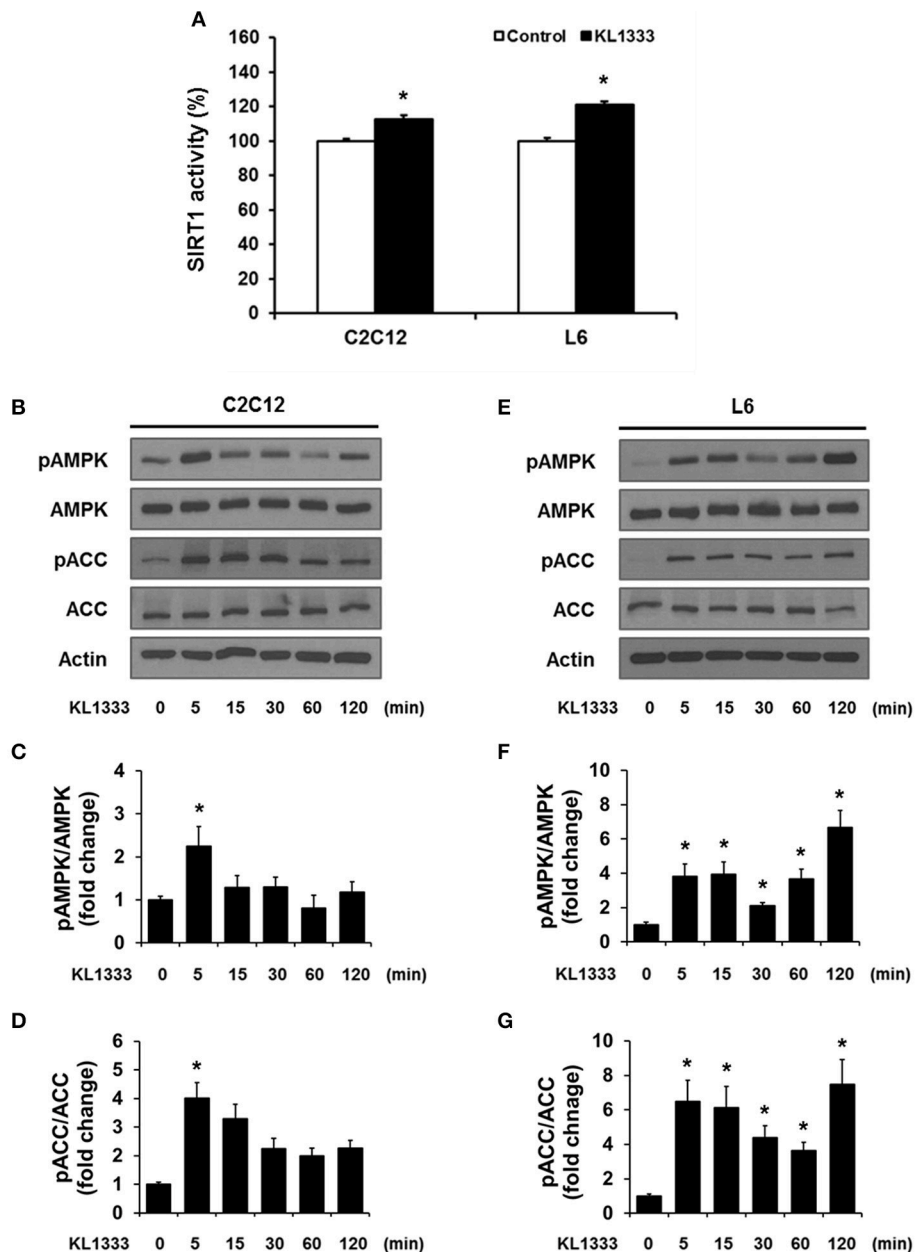 A
Control KL1333
SIRT1 activity (%)
160
140
120
100
80
60
40
20
0
* *
C2C12 L6
B
C2C12
pAMPK
AMPK
pACC
ACC
Actin
KL1333 0 5 15 30 60 120 (min)
E
L6
pAMPK
AMPK
pACC
ACC
Actin
KL1333 0 5 15 30 60 120 (min)
C
pAMPK/AMPK
(fold change)
4
3
2
1
0
*
KL1333 0 5 15 30 60 120 (min)
F
pAMPK/AMPK
(fold change)
10
8
6
4
2
0
* * * * *
KL1333 0 5 15 30 60 120 (min)
D
pACC/ACC
(fold change)
6
5
4
3
2
1
0
*
KL1333 0 5 15 30 60 120 (min)
G
pACC/ACC
(fold chnage)
10
8
6
4
2
0
* * * * *
KL1333 0 5 15 30 60 120 (min)